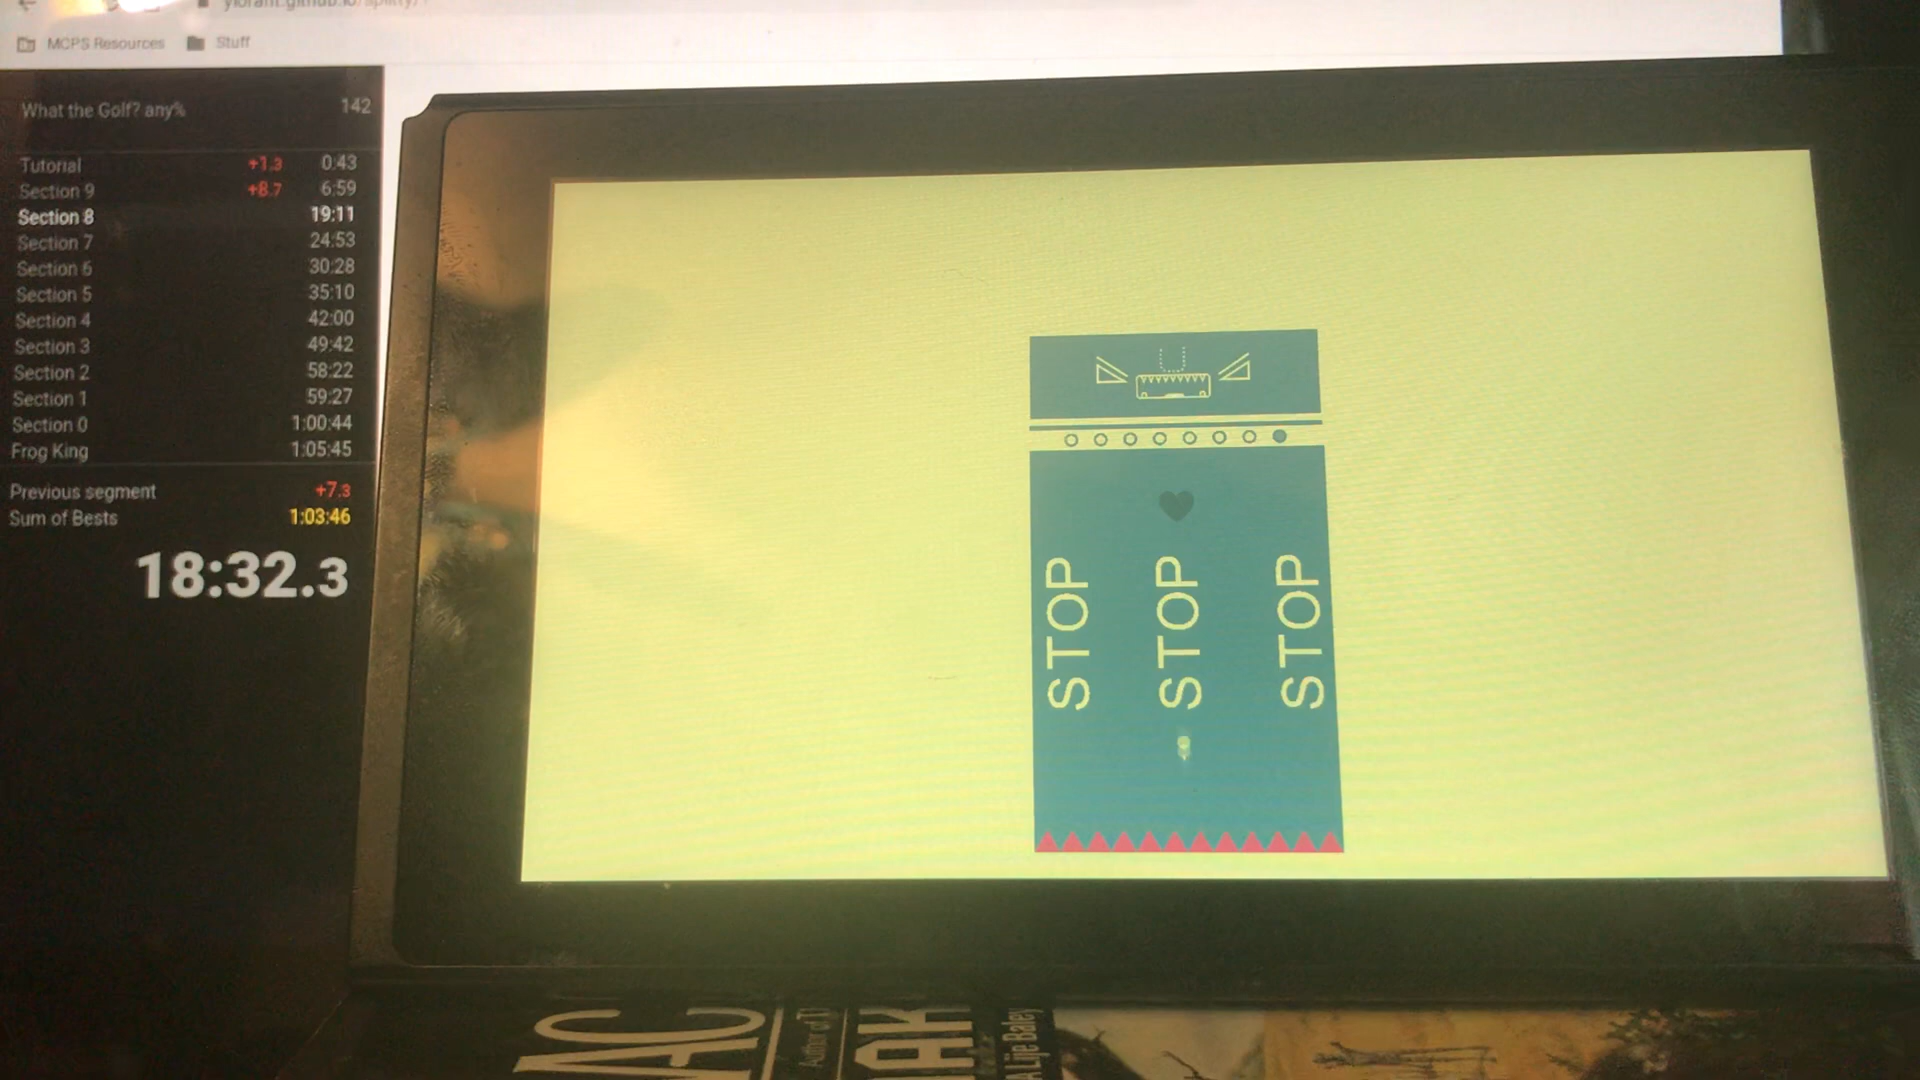 MCPS Resources Stuff
What the Golf? any% 142
Tutorial +1.3 0:43
Section 9 +8.7 6:59
Section 8 19:11
Section 7 24:53
Section 6 30:28
Section 5 35:10
Section 4 42:00
Section 3 49:42
Section 2 58:22
Section 1 59:27
Section 0 1:00:44
Frog King 1:05:45
Previous segment +7.3
Sum of Bests 1:03:46
18:32.3
STOP STOP STOP